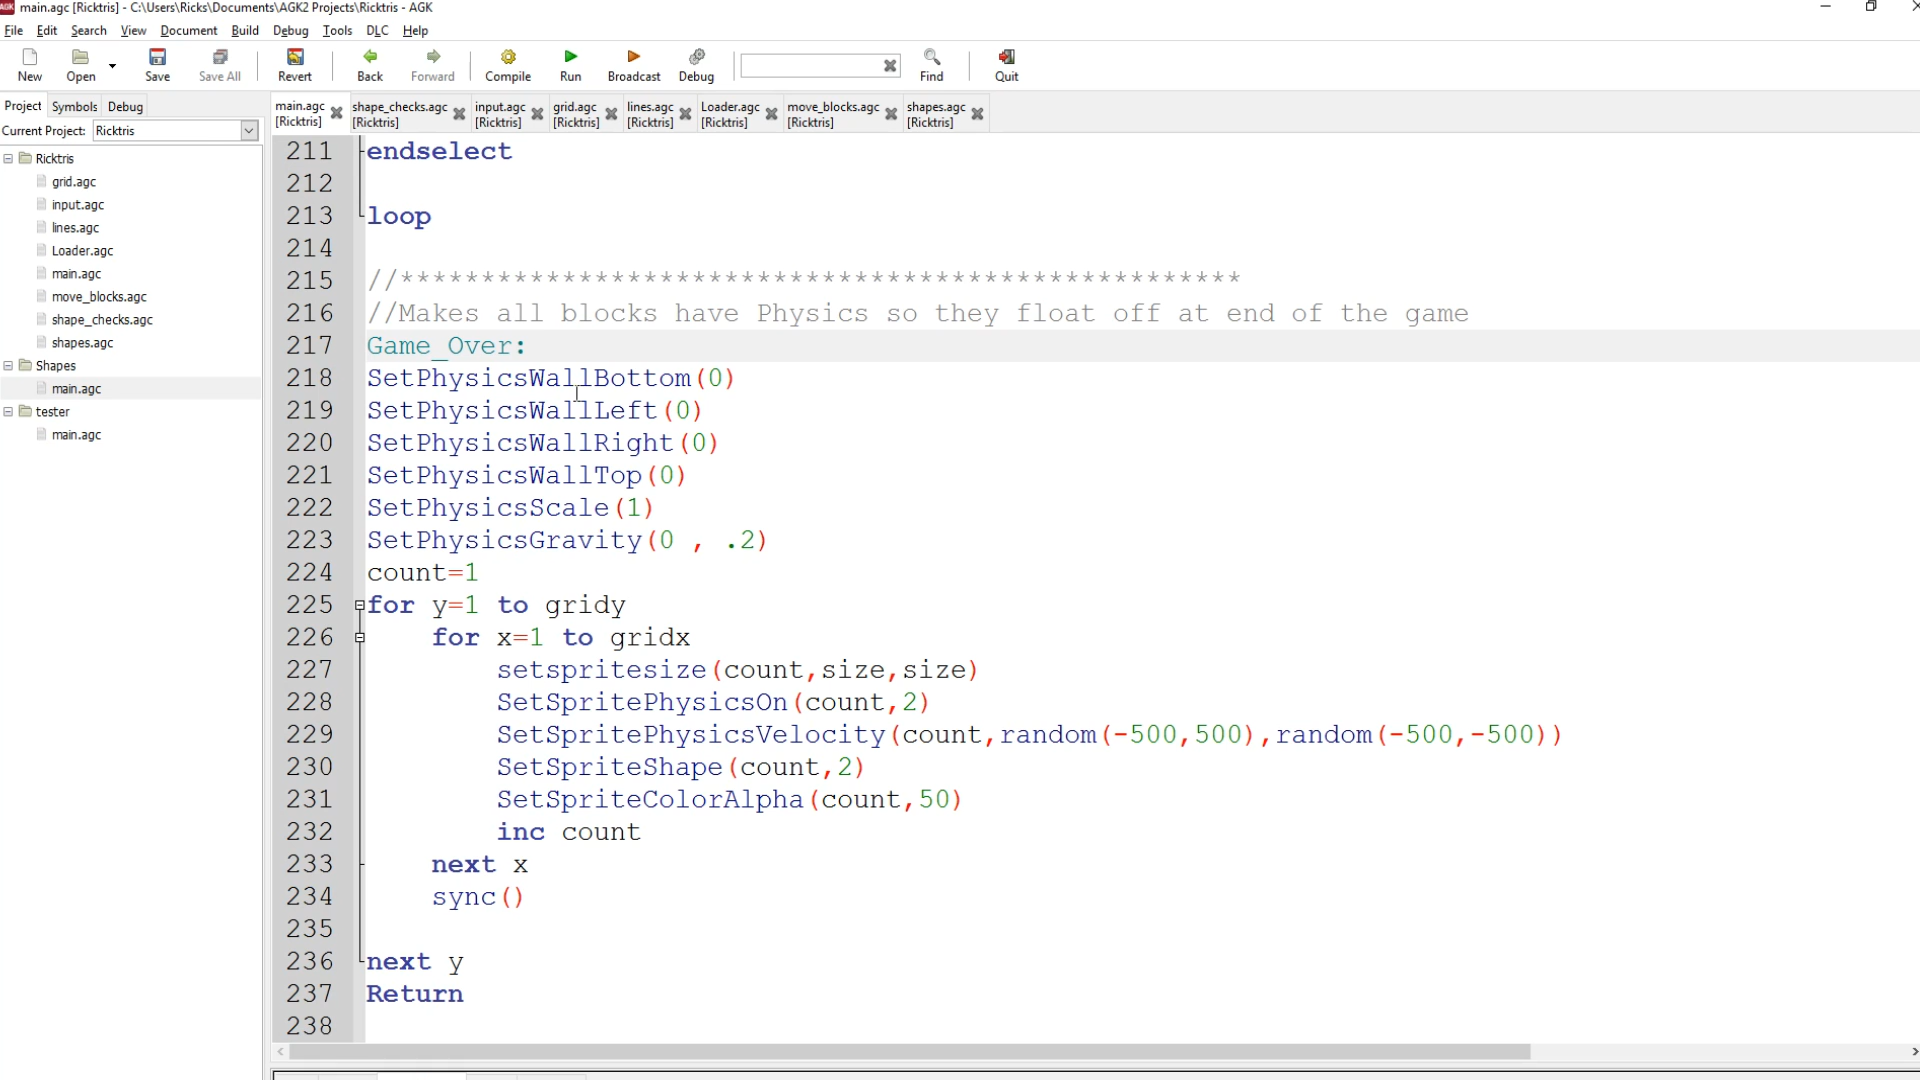 main.agc [Ricktris] - C:\Users\Ricks\Documents\AGK2 Projects\Ricktris - AGK
File Edit Search View Document Build Debug Tools DLC Help
New Open Save Save All Revert Back Forward Compile Run Broadcast Debug Find Quit
Project Symbols Debug
Current Project: Ricktris
Ricktris
grid.agc
input.agc
lines.agc
Loader.agc
main.agc
move_blocks.agc
shape_checks.agc
shapes.agc
Shapes
main.agc
tester
main.agc
main.agc [Ricktris] shape_checks.agc [Ricktris] input.agc [Ricktris] grid.agc [Ricktris] lines.agc [Ricktris] Loader.agc [Ricktris] move_blocks.agc [Ricktris] shapes.agc [Ricktris]
211 endselect
212
213 loop
214
215 //****************************************************
216 //Makes all blocks have Physics so they float off at end of the game
217 Game_Over:
218 SetPhysicsWallBottom(0)
219 SetPhysicsWallLeft(0)
220 SetPhysicsWallRight(0)
221 SetPhysicsWallTop(0)
222 SetPhysicsScale(1)
223 SetPhysicsGravity(0 , .2)
224 count=1
225 for y=1 to gridy
226 for x=1 to gridx
227 setspritesize(count,size,size)
228 SetSpritePhysicsOn(count,2)
229 SetSpritePhysicsVelocity(count,random(-500,500),random(-500,-500))
230 SetSpriteShape(count,2)
231 SetSpriteColorAlpha(count,50)
232 inc count
233 next x
234 sync()
235
236 next y
237 Return
238